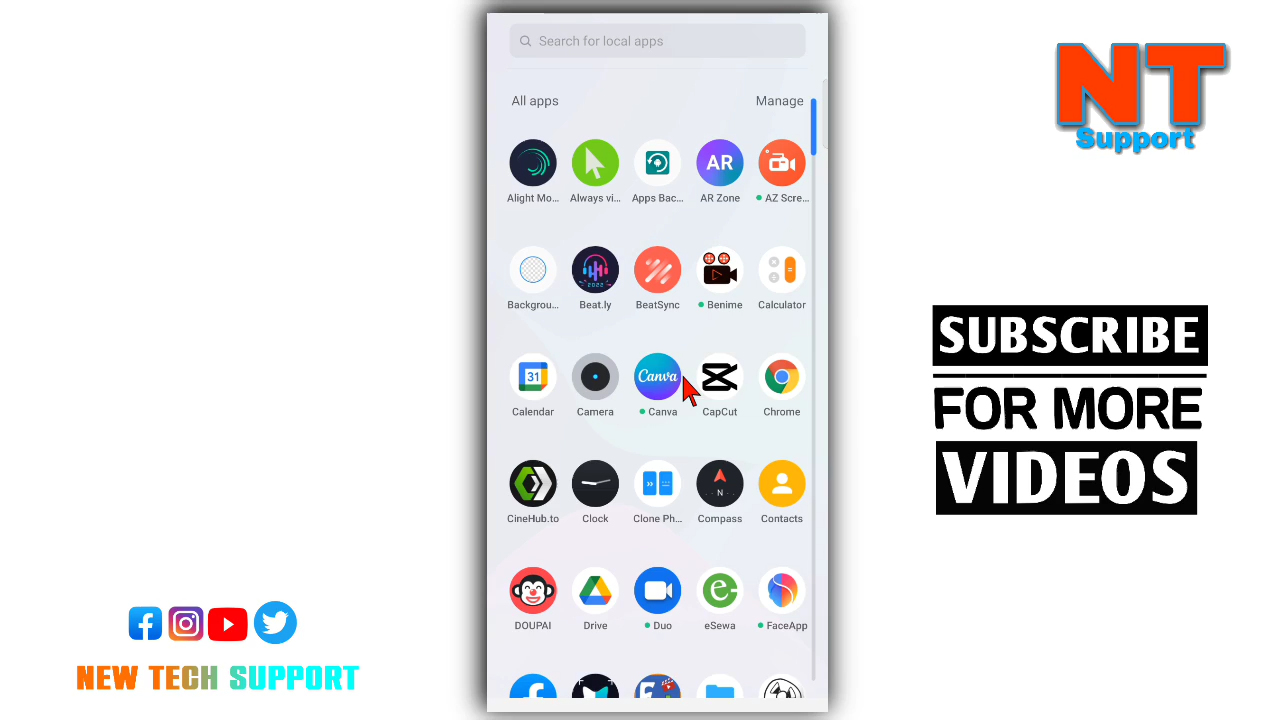 Search for local apps
All apps
Manage
Alight Mo...
Always vi...
Apps Bac...
AR
AR Zone
AZ Scre...
Backgrou...
2022
Beat.ly
BeatSync
Benime
Calculator
31
Calendar
Camera
Canva
Canva
CapCut
Chrome
CineHub.to
Clock
Clone Ph...
N
Compass
Contacts
DOUPAI
Drive
Duo
e
eSewa
FaceApp
NT
Support
SUBSCRIBE
FOR MORE
VIDEOS
NEW TECH SUPPORT